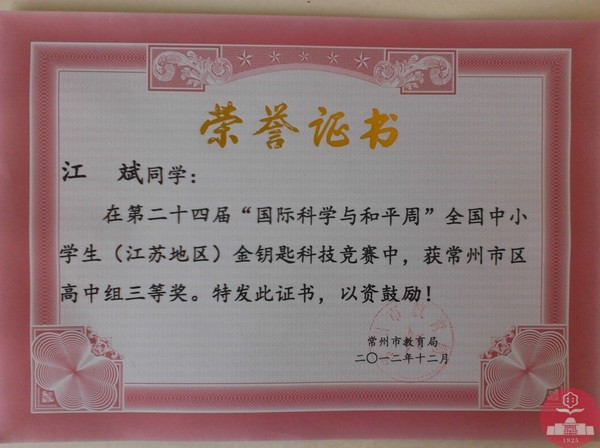 荣誉证书
江 斌同学：
在第二十四届“国际科学与和平周”全国中小
学生（江苏地区）金钥匙科技竞赛中，获常州市区
高中组三等奖。特发此证书，以资鼓励！
常州市教育局
二〇一二年十二月
1925